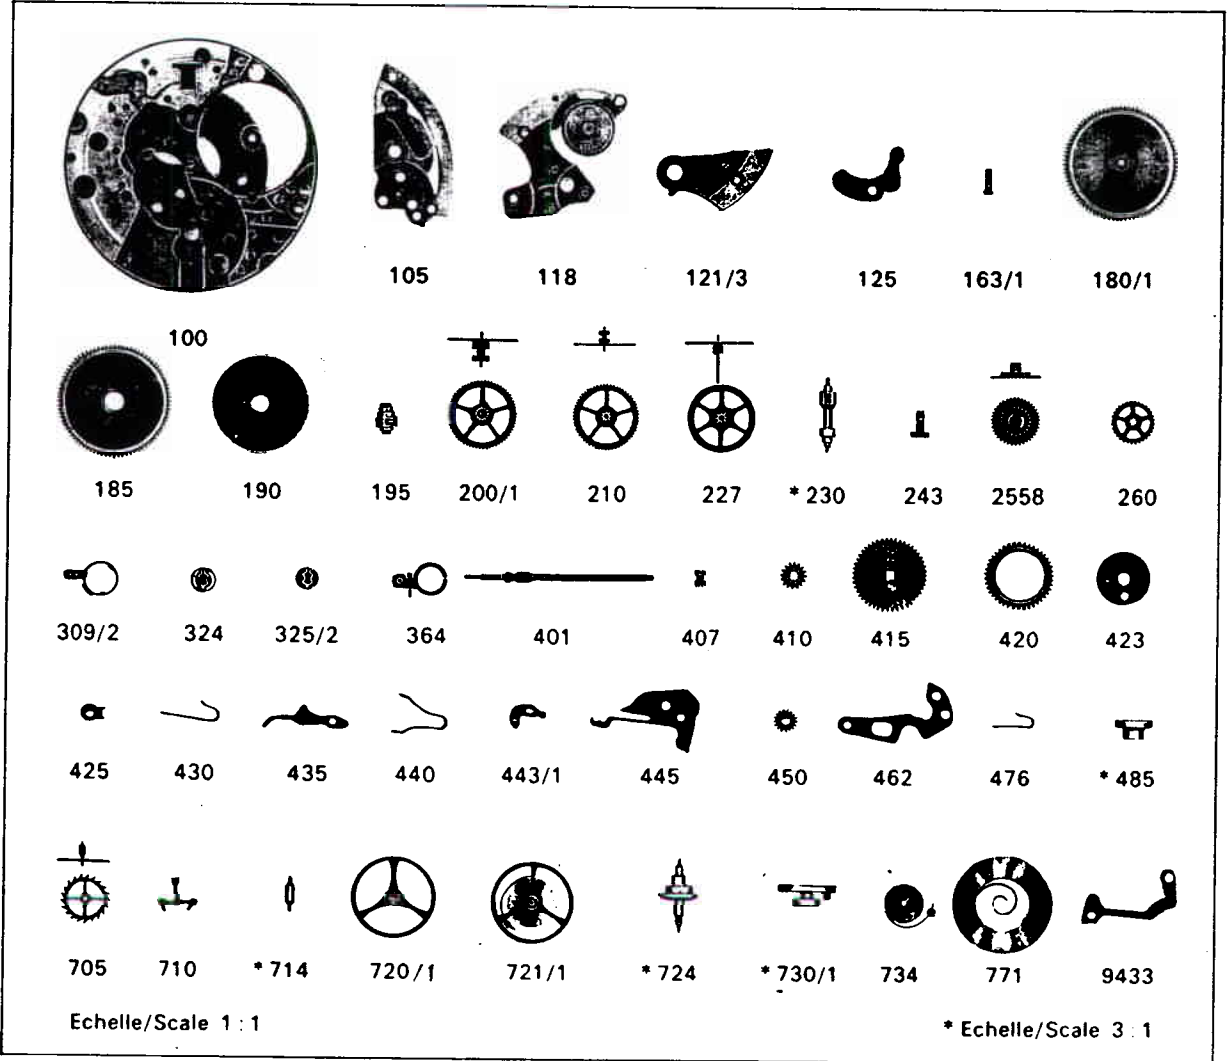 105 118 121/3 125 163/1 180/1
100
185 190 195 200/1 210 227 * 230 243 2558 260
309/2 324 325/2 364 401 407 410 415 420 423
425 430 435 440 443/1 445 450 462 476 * 485
705 710 * 714 720/1 721/1 * 724 * 730/1 734 771 9433
Echelle/Scale 1 : 1 * Echelle/Scale 3 : 1